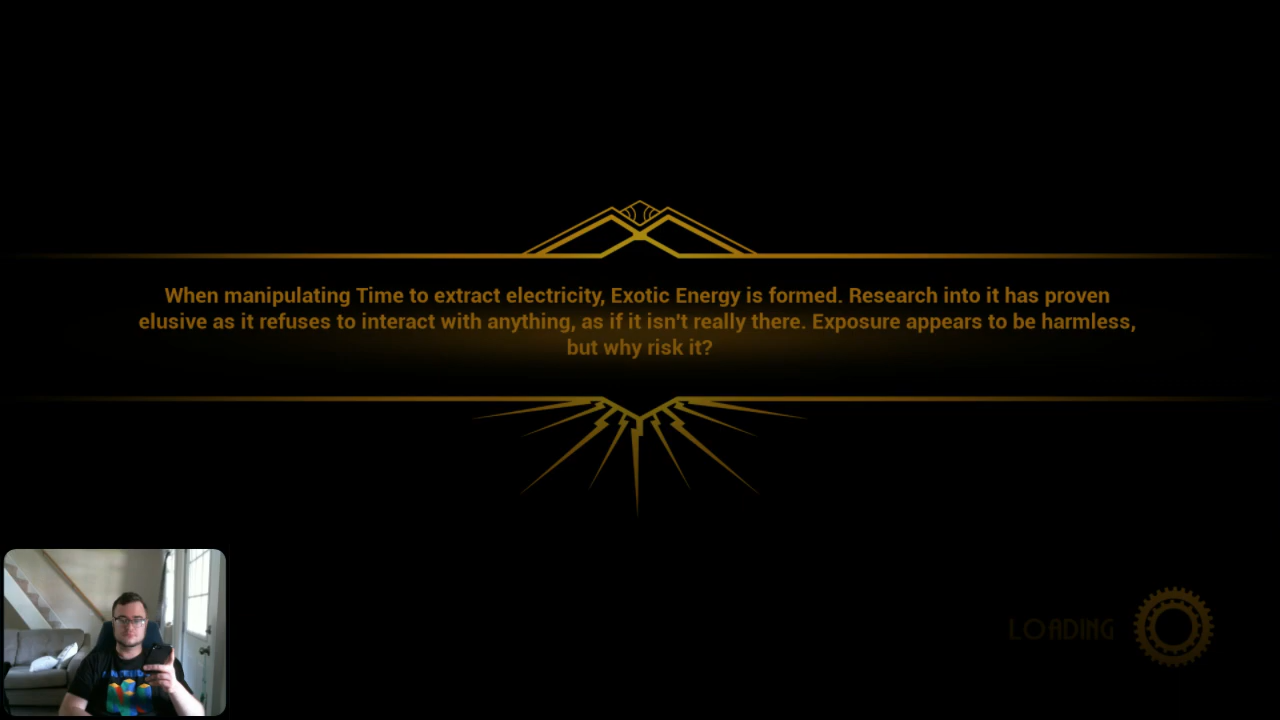 When manipulating Time to extract electricity, Exotic Energy is formed. Research into it has proven
elusive as it refuses to interact with anything, as if it isn't really there. Exposure appears to be harmless,
but why risk it?
LOADING